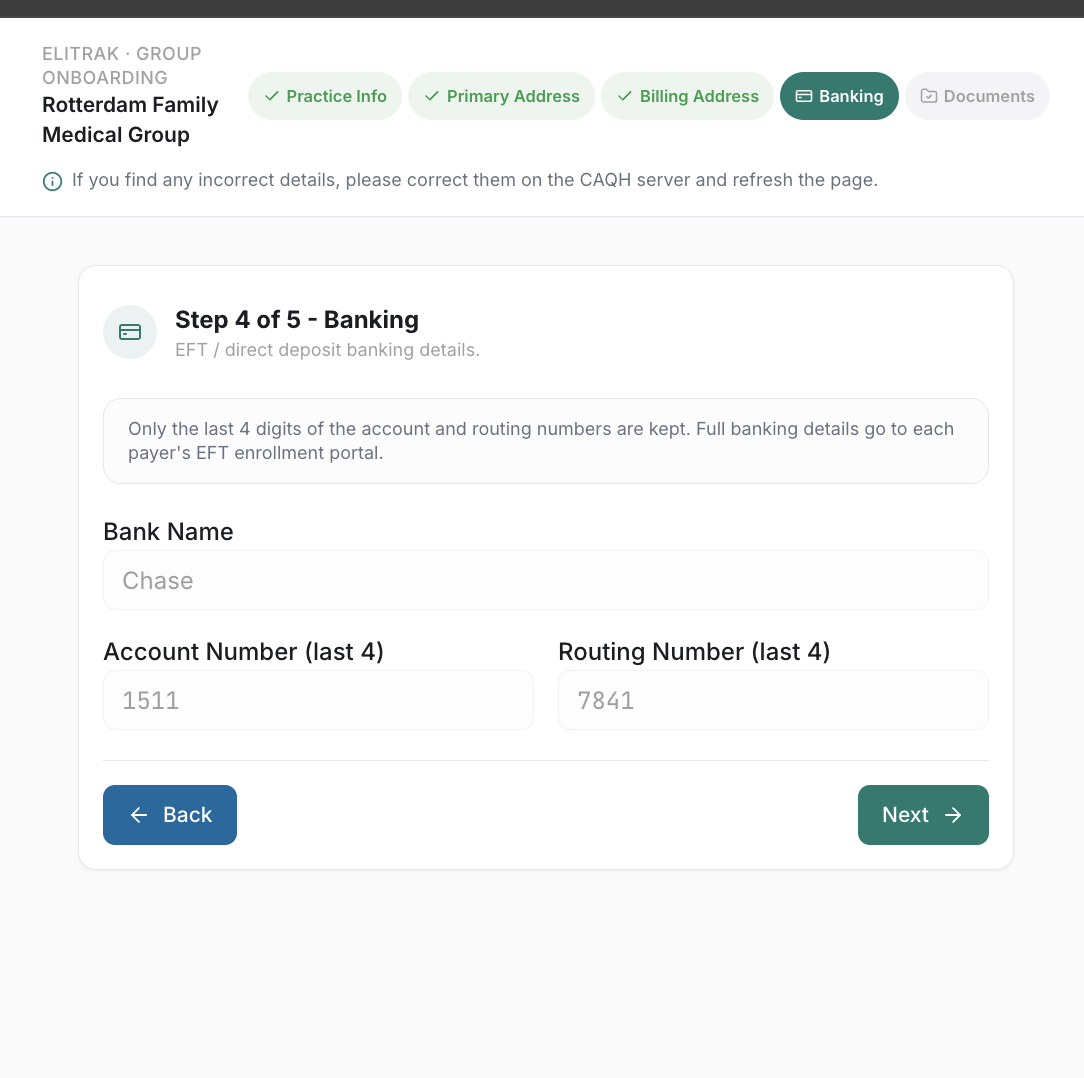 ELITRAK · GROUP
ONBOARDING
Rotterdam Family
Medical Group
Practice Info
Primary Address
Billing Address
Banking
Documents
If you find any incorrect details, please correct them on the CAQH server and refresh the page.
Step 4 of 5 - Banking
EFT / direct deposit banking details.
Only the last 4 digits of the account and routing numbers are kept. Full banking details go to each
payer's EFT enrollment portal.
Bank Name
Chase
Account Number (last 4)
Routing Number (last 4)
1511
7841
Back
Next